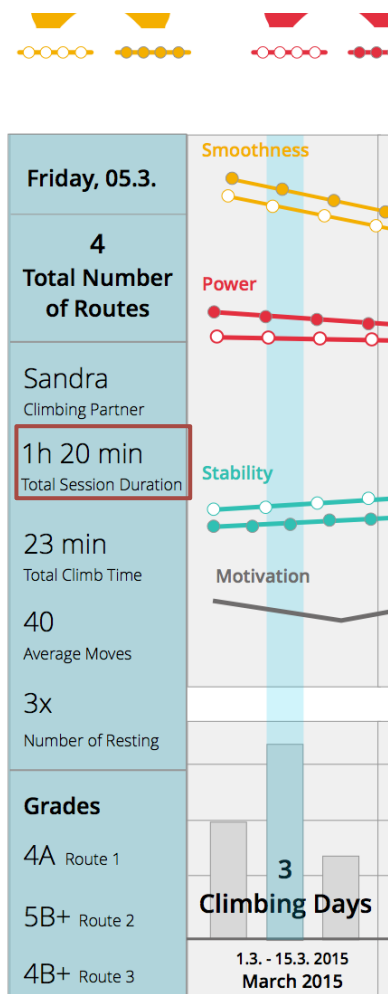 Friday, 05.3.
4
Total Number
of Routes
Sandra
Climbing Partner
1h 20 min
Total Session Duration
23 min
Total Climb Time
40
Average Moves
3x
Number of Resting
Grades
4A Route 1
5B+ Route 2
4B+ Route 3
Smoothness
Power
Stability
Motivation
3
Climbing Days
1.3. - 15.3. 2015
March 2015